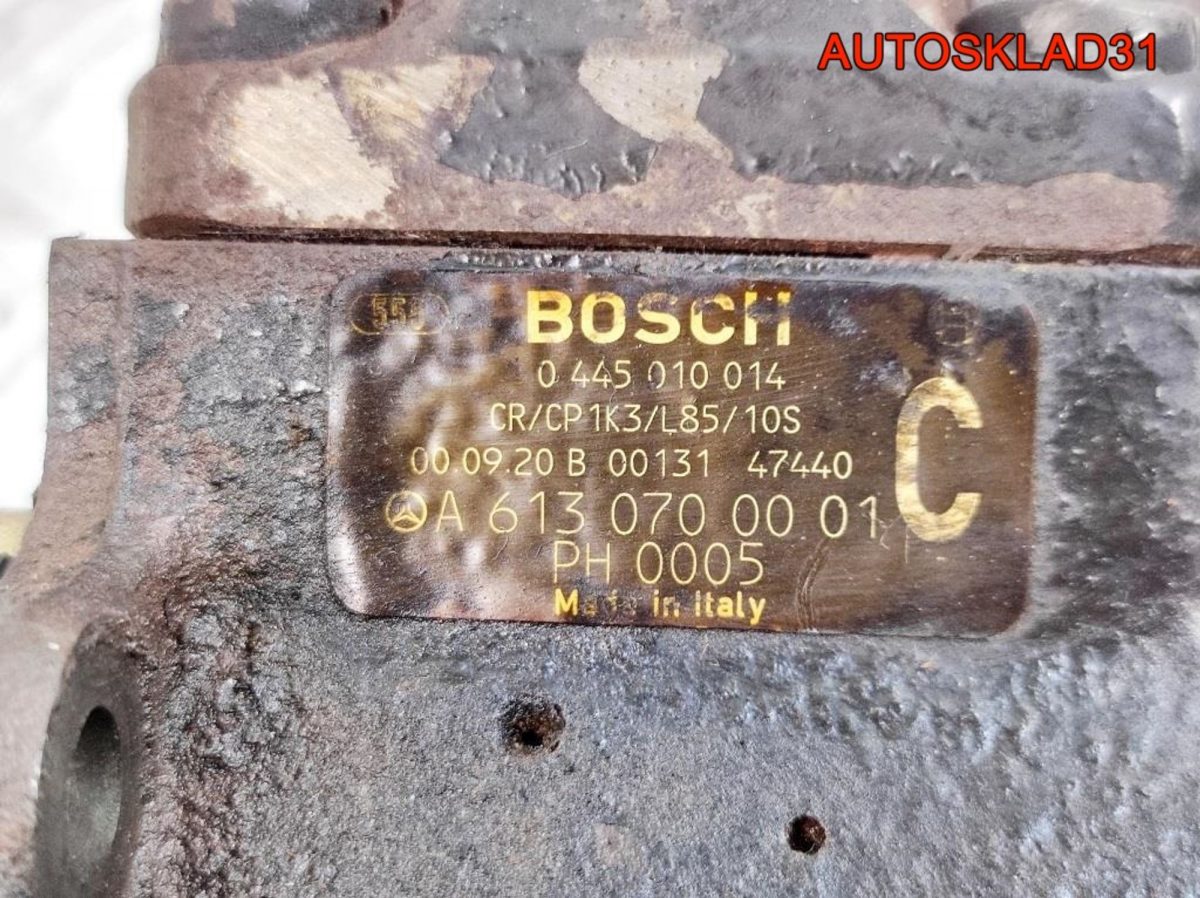 AUTOSKLAD31
BOSCH
0 445 010 014
CR/CP1K3/L85/10S
C
00.09.20 B 00131 47440
A 613 070 00 01
PH 0005
Made in Italy